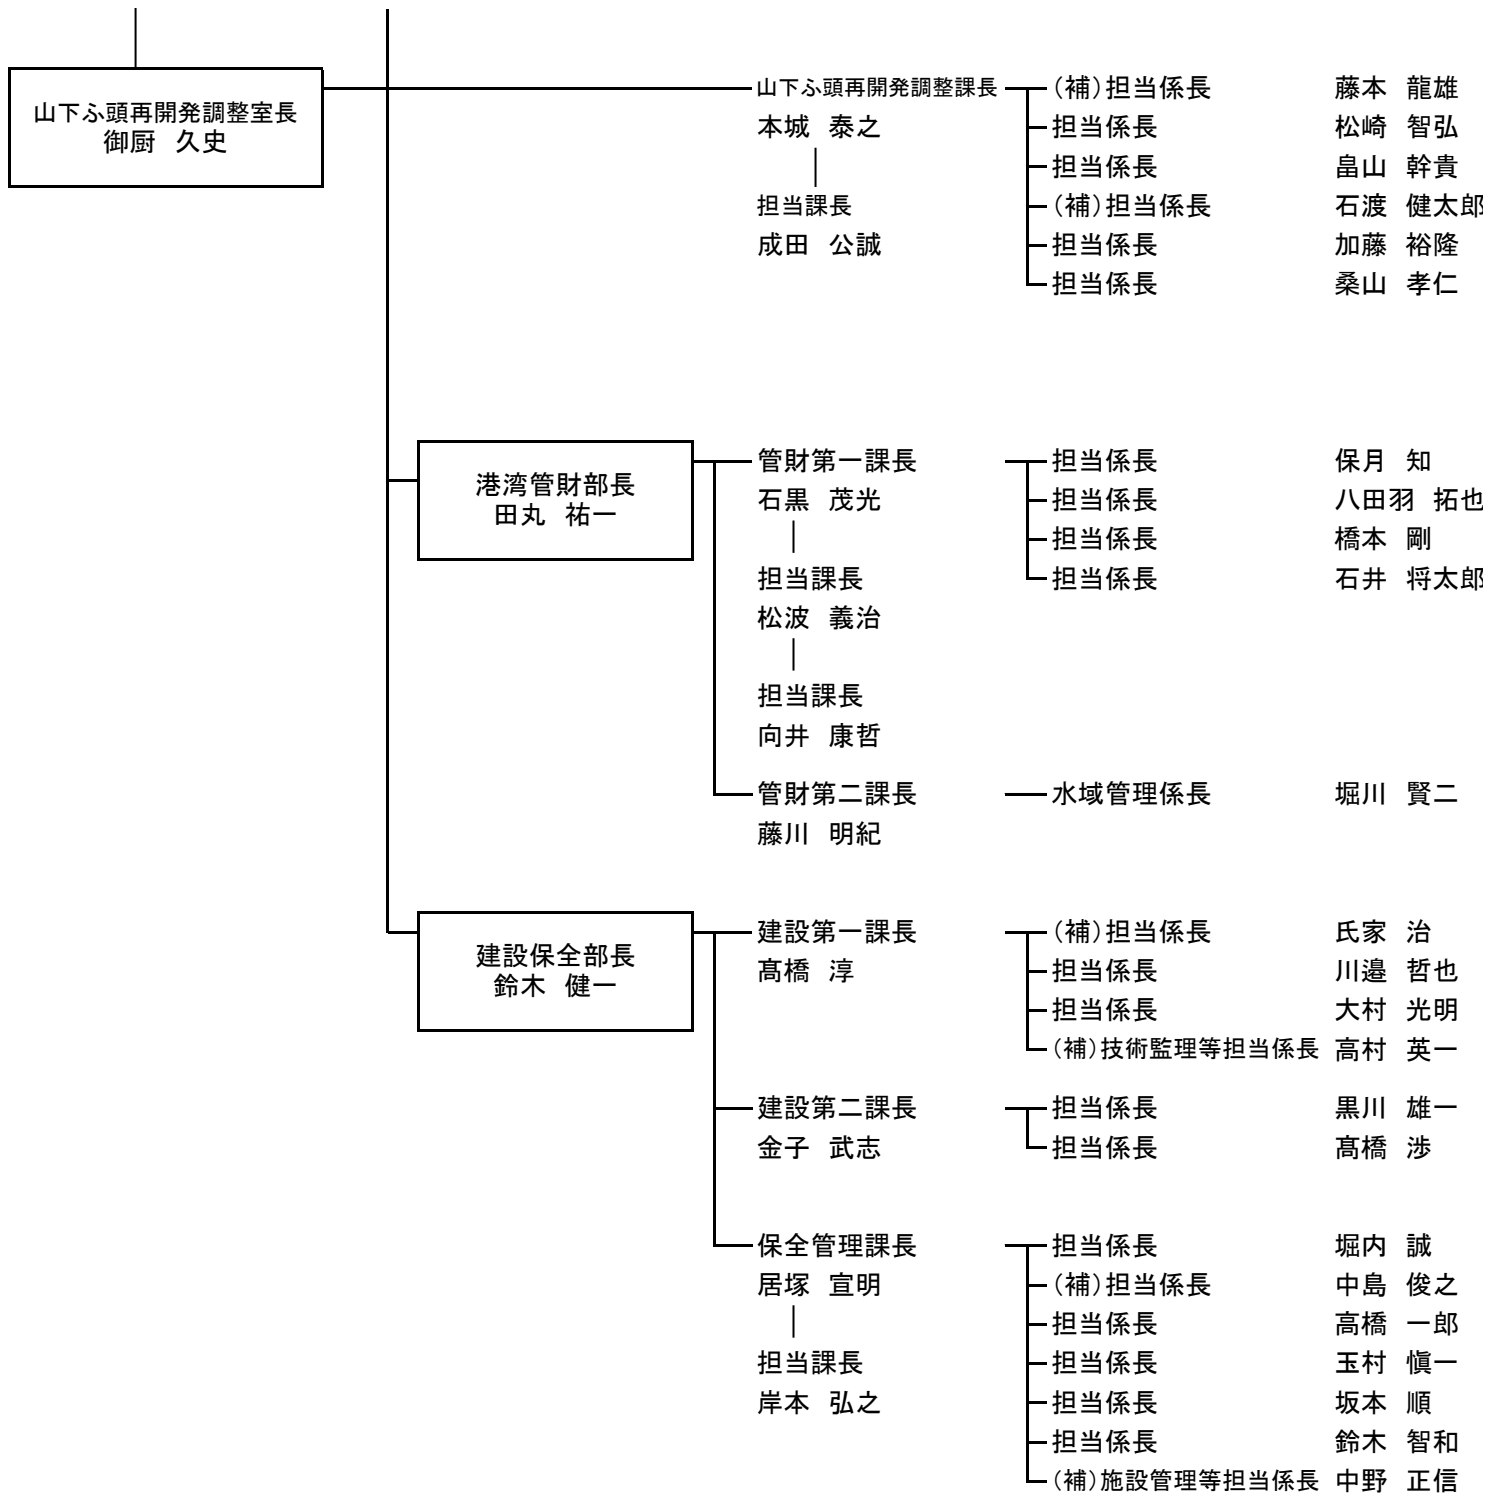 山下ふ頭再開発調整室長
御厨 久史
山下ふ頭再開発調整課長 (補)担当係長 藤本 龍雄
本城 泰之 担当係長 松崎 智弘
担当係長 畠山 幹貴
担当課長 (補)担当係長 石渡 健太郎
成田 公誠 担当係長 加藤 裕隆
担当係長 桑山 孝仁
港湾管財部長
田丸 祐一
管財第一課長 担当係長 保月 知
石黒 茂光 担当係長 八田羽 拓也
担当係長 橋本 剛
担当課長 担当係長 石井 将太郎
松波 義治
担当課長
向井 康哲
管財第二課長 水域管理係長 堀川 賢二
藤川 明紀
建設保全部長
鈴木 健一
建設第一課長 (補)担当係長 氏家 治
髙橋 淳 担当係長 川邉 哲也
担当係長 大村 光明
(補)技術監理等担当係長 高村 英一
建設第二課長 担当係長 黒川 雄一
金子 武志 担当係長 髙橋 渉
保全管理課長 担当係長 堀内 誠
居塚 宣明 (補)担当係長 中島 俊之
担当係長 高橋 一郎
担当課長 担当係長 玉村 愼一
岸本 弘之 担当係長 坂本 順
担当係長 鈴木 智和
(補)施設管理等担当係長 中野 正信